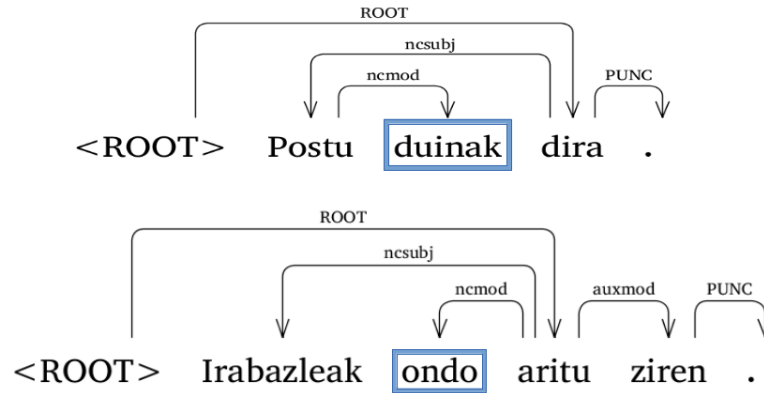 ROOT
ncsubj
ncmod PUNC
<ROOT> Postu duinak dira .
ROOT
ncsubj
ncmod auxmod PUNC
<ROOT> Irabazleak ondo aritu ziren .